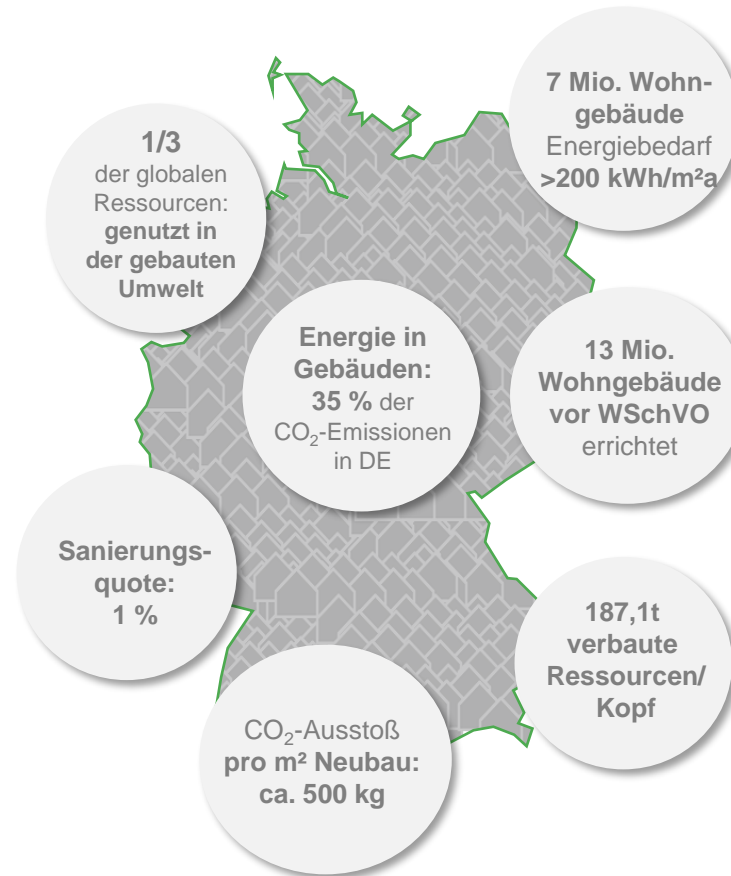 7 Mio. Wohn-
gebäude
Energiebedarf
>200 kWh/m²a
1/3
der globalen
Ressourcen:
genutzt in
der gebauten
Umwelt
Energie in
Gebäuden:
35 % der
CO₂-Emissionen
in DE
13 Mio.
Wohngebäude
vor WSchVO
errichtet
Sanierungs-
quote:
1 %
187,1t
verbaute
Ressourcen/
Kopf
CO₂-Ausstoß
pro m² Neubau:
ca. 500 kg